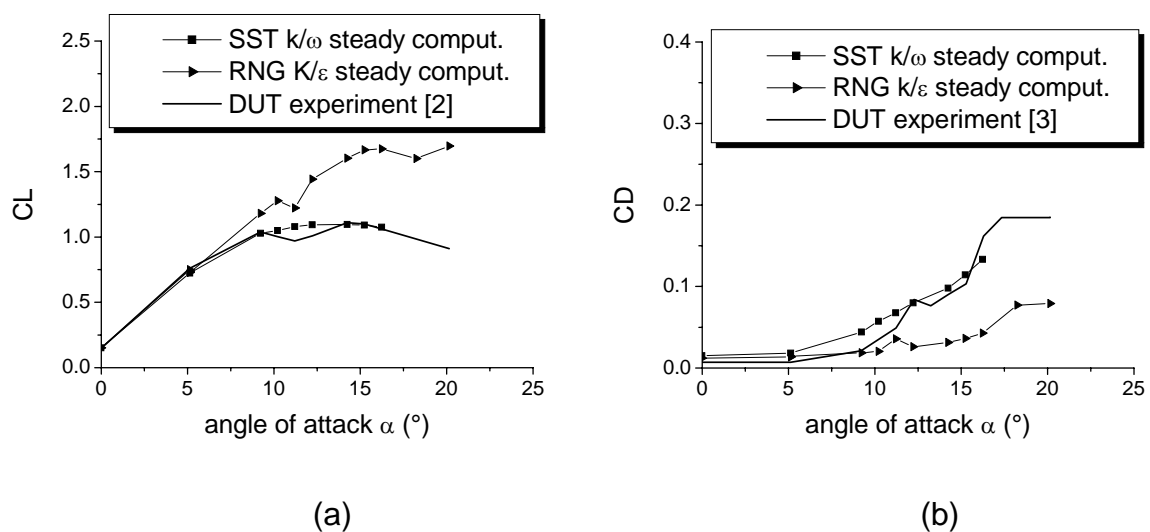 SST k/ω steady comput.
RNG K/ε steady comput.
DUT experiment [2]
2.5
2.0
1.5
1.0
0.5
0.0
CL
0 5 10 15 20 25
angle of attack α (°)
(a)
SST k/ω steady comput.
RNG k/ε steady comput.
DUT experiment [3]
0.4
0.3
0.2
0.1
0.0
CD
0 5 10 15 20 25
angle of attack α (°)
(b)